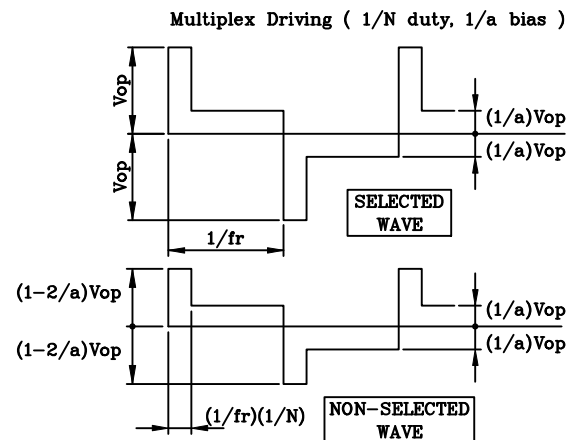 Multiplex Driving ( 1/N duty, 1/a bias )
Vop
Vop
(1/a)Vop
(1/a)Vop
SELECTED
WAVE
1/fr
(1-2/a)Vop
(1-2/a)Vop
(1/a)Vop
(1/a)Vop
(1/fr)(1/N)
NON-SELECTED
WAVE